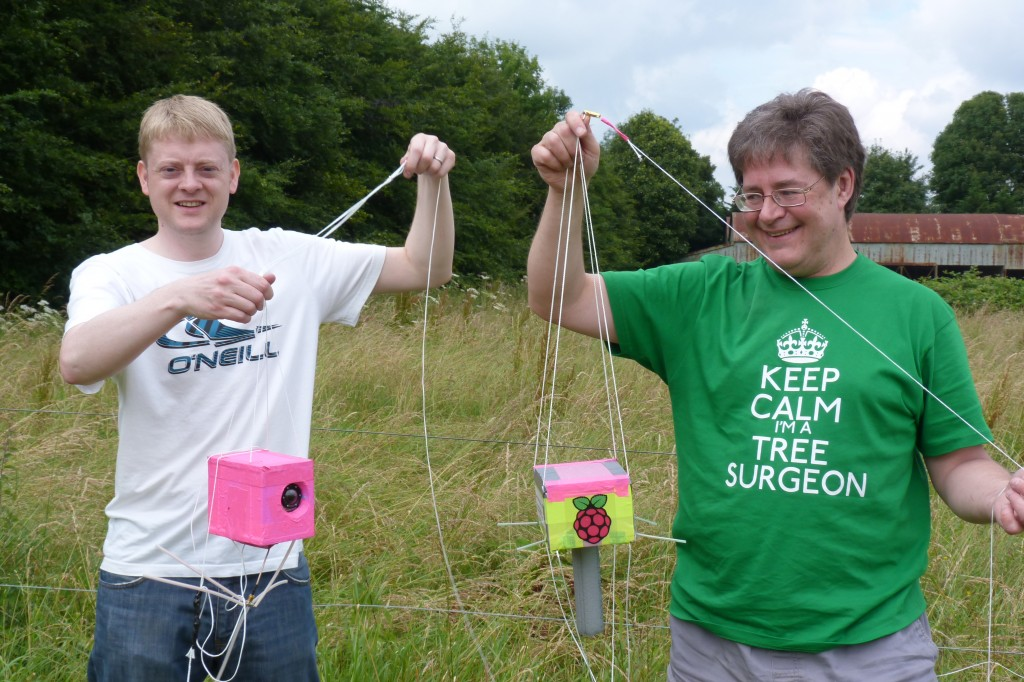 O'NEILL
KEEP
CALM
I'M A
TREE
SURGEON